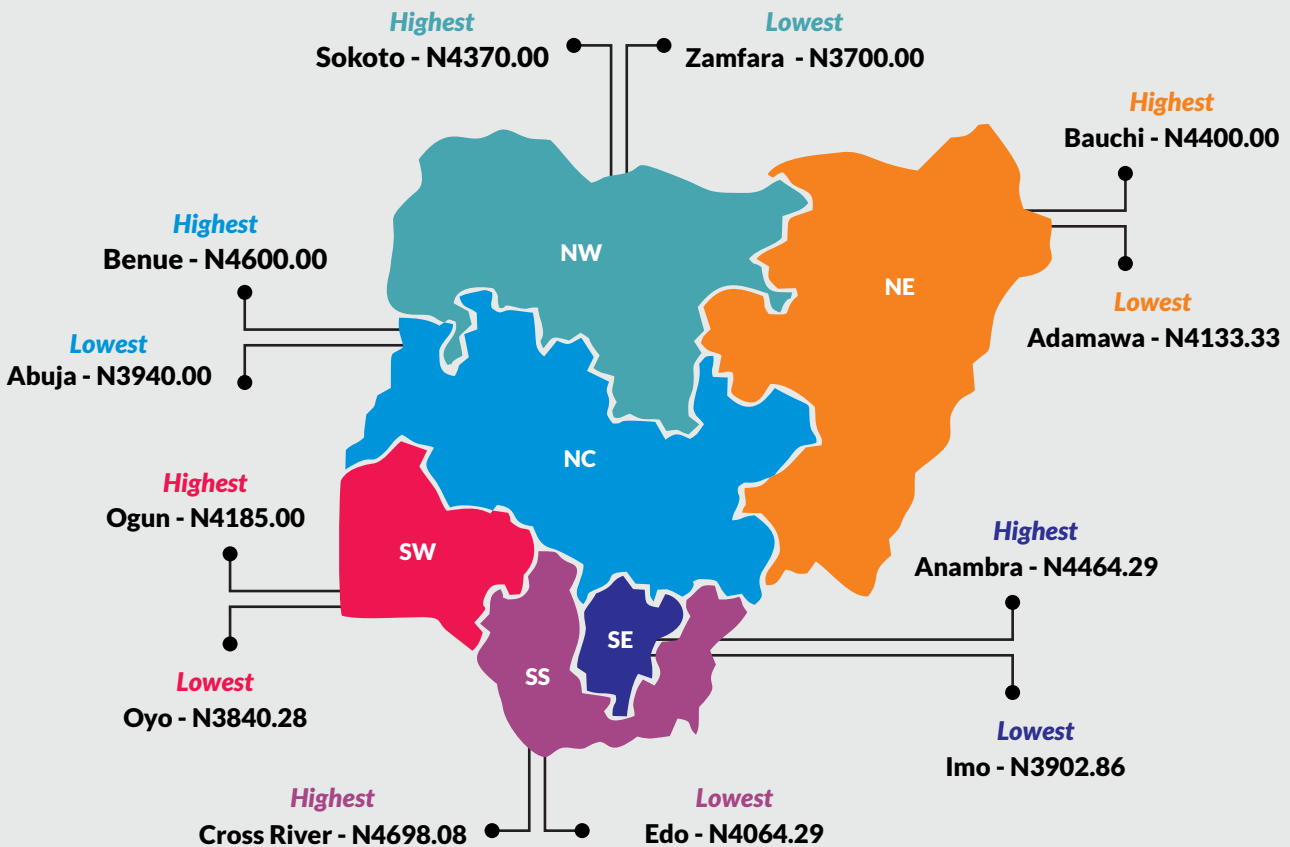 Highest
Sokoto - N4370.00
Lowest
Zamfara - N3700.00
Highest
Bauchi - N4400.00
Lowest
Adamawa - N4133.33
Highest
Benue - N4600.00
Lowest
Abuja - N3940.00
NW
NE
NC
SW
SE
SS
Highest
Ogun - N4185.00
Lowest
Oyo - N3840.28
Highest
Anambra - N4464.29
Lowest
Imo - N3902.86
Highest
Cross River - N4698.08
Lowest
Edo - N4064.29